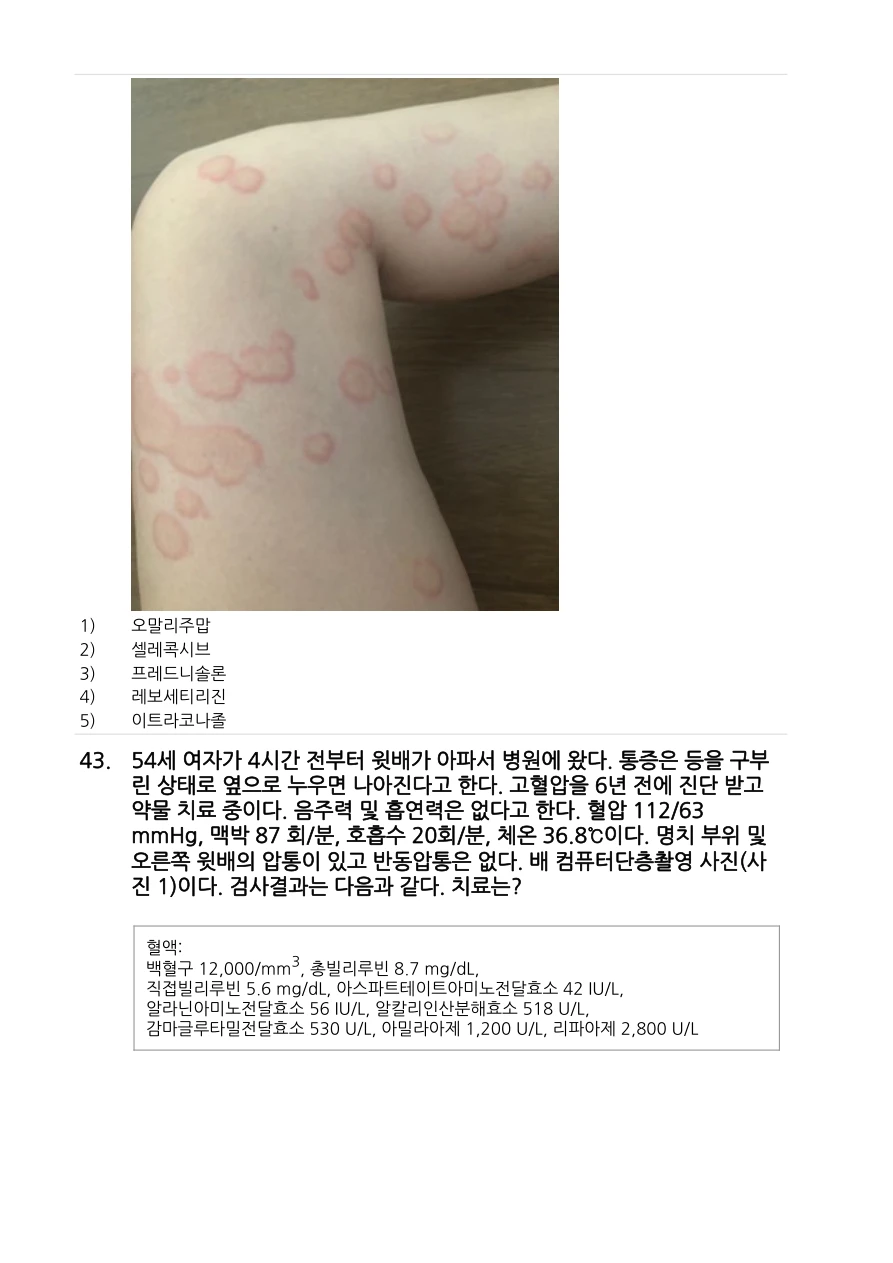 1) 오말리주맙
2) 셀레콕시브
3) 프레드니솔론
4) 레보세티리진
5) 이트라코나졸
43. 54세 여자가 4시간 전부터 윗배가 아파서 병원에 왔다. 통증은 등을 구부
린 상태로 옆으로 누우면 나아진다고 한다. 고혈압을 6년 전에 진단 받고
약물 치료 중이다. 음주력 및 흡연력은 없다고 한다. 혈압 112/63
mmHg, 맥박 87 회/분, 호흡수 20회/분, 체온 36.8℃이다. 명치 부위 및
오른쪽 윗배의 압통이 있고 반동압통은 없다. 배 컴퓨터단층촬영 사진(사
진 1)이다. 검사결과는 다음과 같다. 치료는?
혈액:
백혈구 12,000/mm³, 총빌리루빈 8.7 mg/dL,
직접빌리루빈 5.6 mg/dL, 아스파트테이트아미노전달효소 42 IU/L,
알라닌아미노전달효소 56 IU/L, 알칼리인산분해효소 518 U/L,
감마글루타밀전달효소 530 U/L, 아밀라아제 1,200 U/L, 리파아제 2,800 U/L